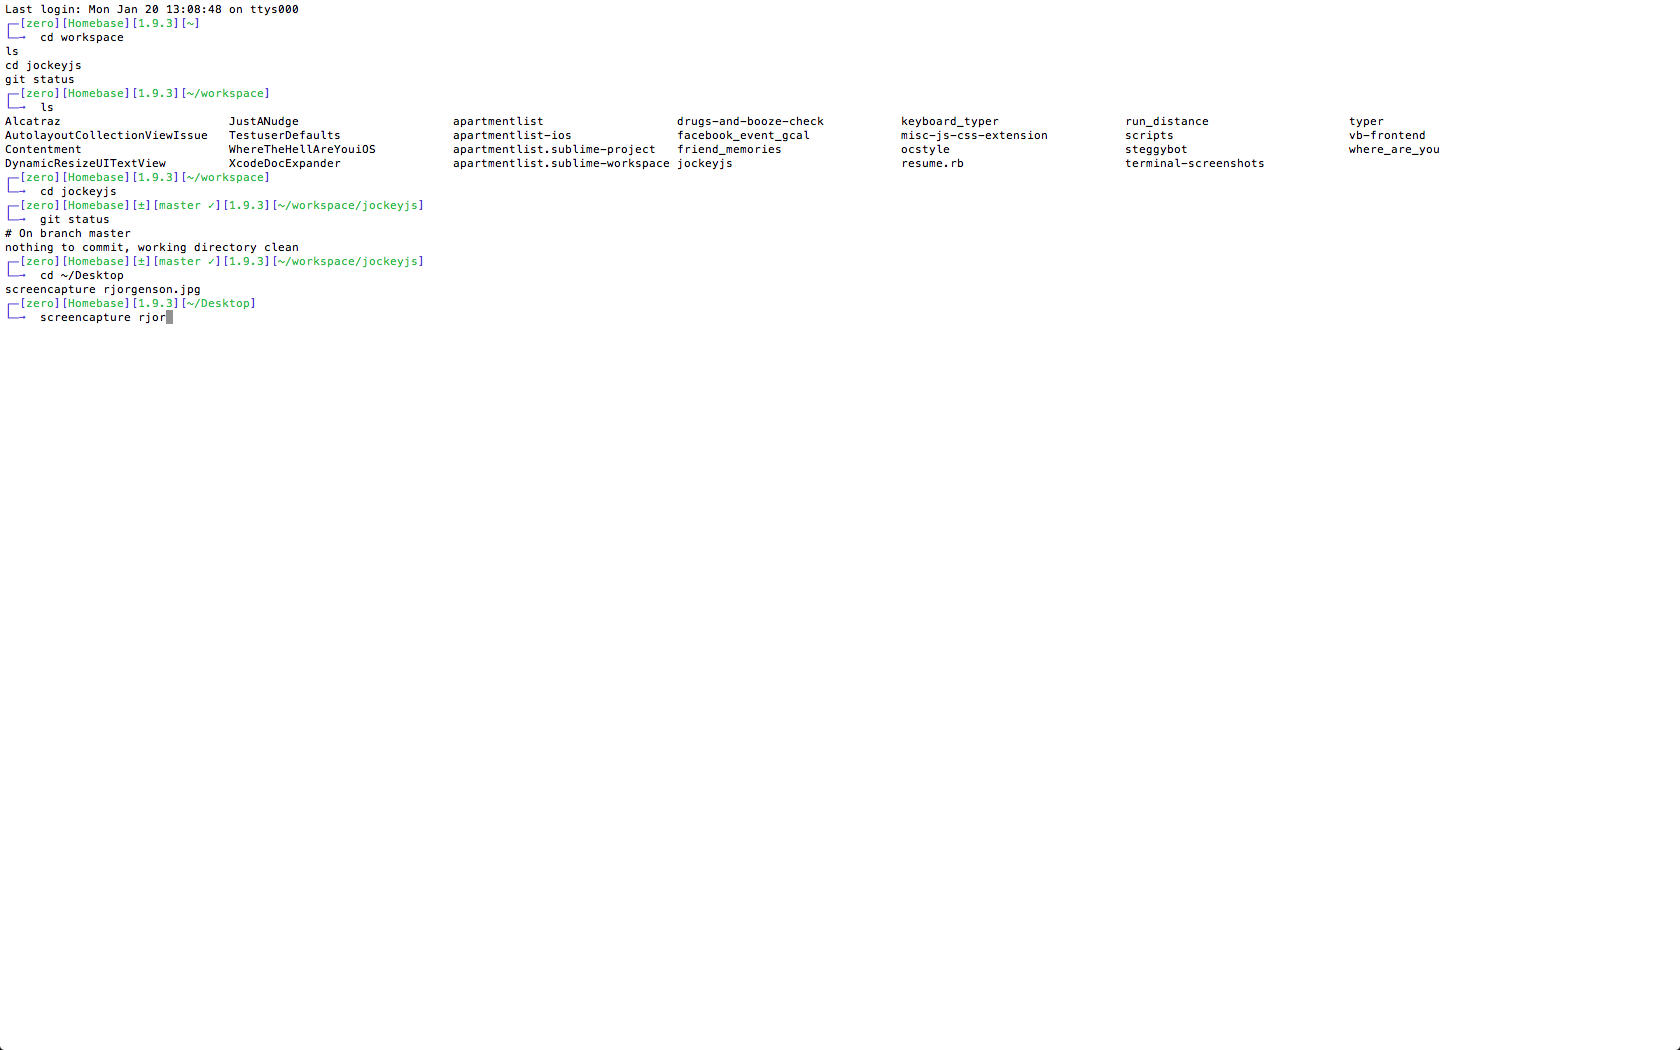 Last login: Mon Jan 20 13:08:48 on ttys000
┌─[zero][Homebase][1.9.3][~]
└─→  cd workspace
ls
cd jockeyjs
git status
┌─[zero][Homebase][1.9.3][~/workspace]
└─→  ls
Alcatraz                        JustANudge                      apartmentlist                   drugs-and-booze-check           keyboard_typer                  run_distance                    typer
AutolayoutCollectionViewIssue   TestuserDefaults                apartmentlist-ios               facebook_event_gcal             misc-js-css-extension           scripts                         vb-frontend
Contentment                     WhereTheHellAreYouiOS           apartmentlist.sublime-project   friend_memories                 ocstyle                         steggybot                       where_are_you
DynamicResizeUITextView         XcodeDocExpander                apartmentlist.sublime-workspace jockeyjs                        resume.rb                       terminal-screenshots
┌─[zero][Homebase][1.9.3][~/workspace]
└─→  cd jockeyjs
┌─[zero][Homebase][±][master ✓][1.9.3][~/workspace/jockeyjs]
└─→  git status
# On branch master
nothing to commit, working directory clean
┌─[zero][Homebase][±][master ✓][1.9.3][~/workspace/jockeyjs]
└─→  cd ~/Desktop
screencapture rjorgenson.jpg
┌─[zero][Homebase][1.9.3][~/Desktop]
└─→  screencapture rjor